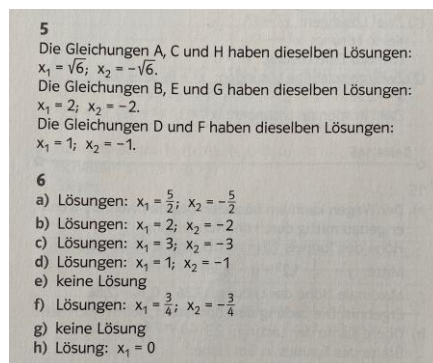 5
Die Gleichungen A, C und H haben dieselben Lösungen:
x₁ = √6; x₂ = -√6.
Die Gleichungen B, E und G haben dieselben Lösungen:
x₁ = 2; x₂ = -2.
Die Gleichungen D und F haben dieselben Lösungen:
x₁ = 1; x₂ = -1.
6
a) Lösungen: x₁ = 5/2; x₂ = -5/2
b) Lösungen: x₁ = 2; x₂ = -2
c) Lösungen: x₁ = 3; x₂ = -3
d) Lösungen: x₁ = 1; x₂ = -1
e) keine Lösung
f) Lösungen: x₁ = 3/4; x₂ = -3/4
g) keine Lösung
h) Lösung: x₁ = 0